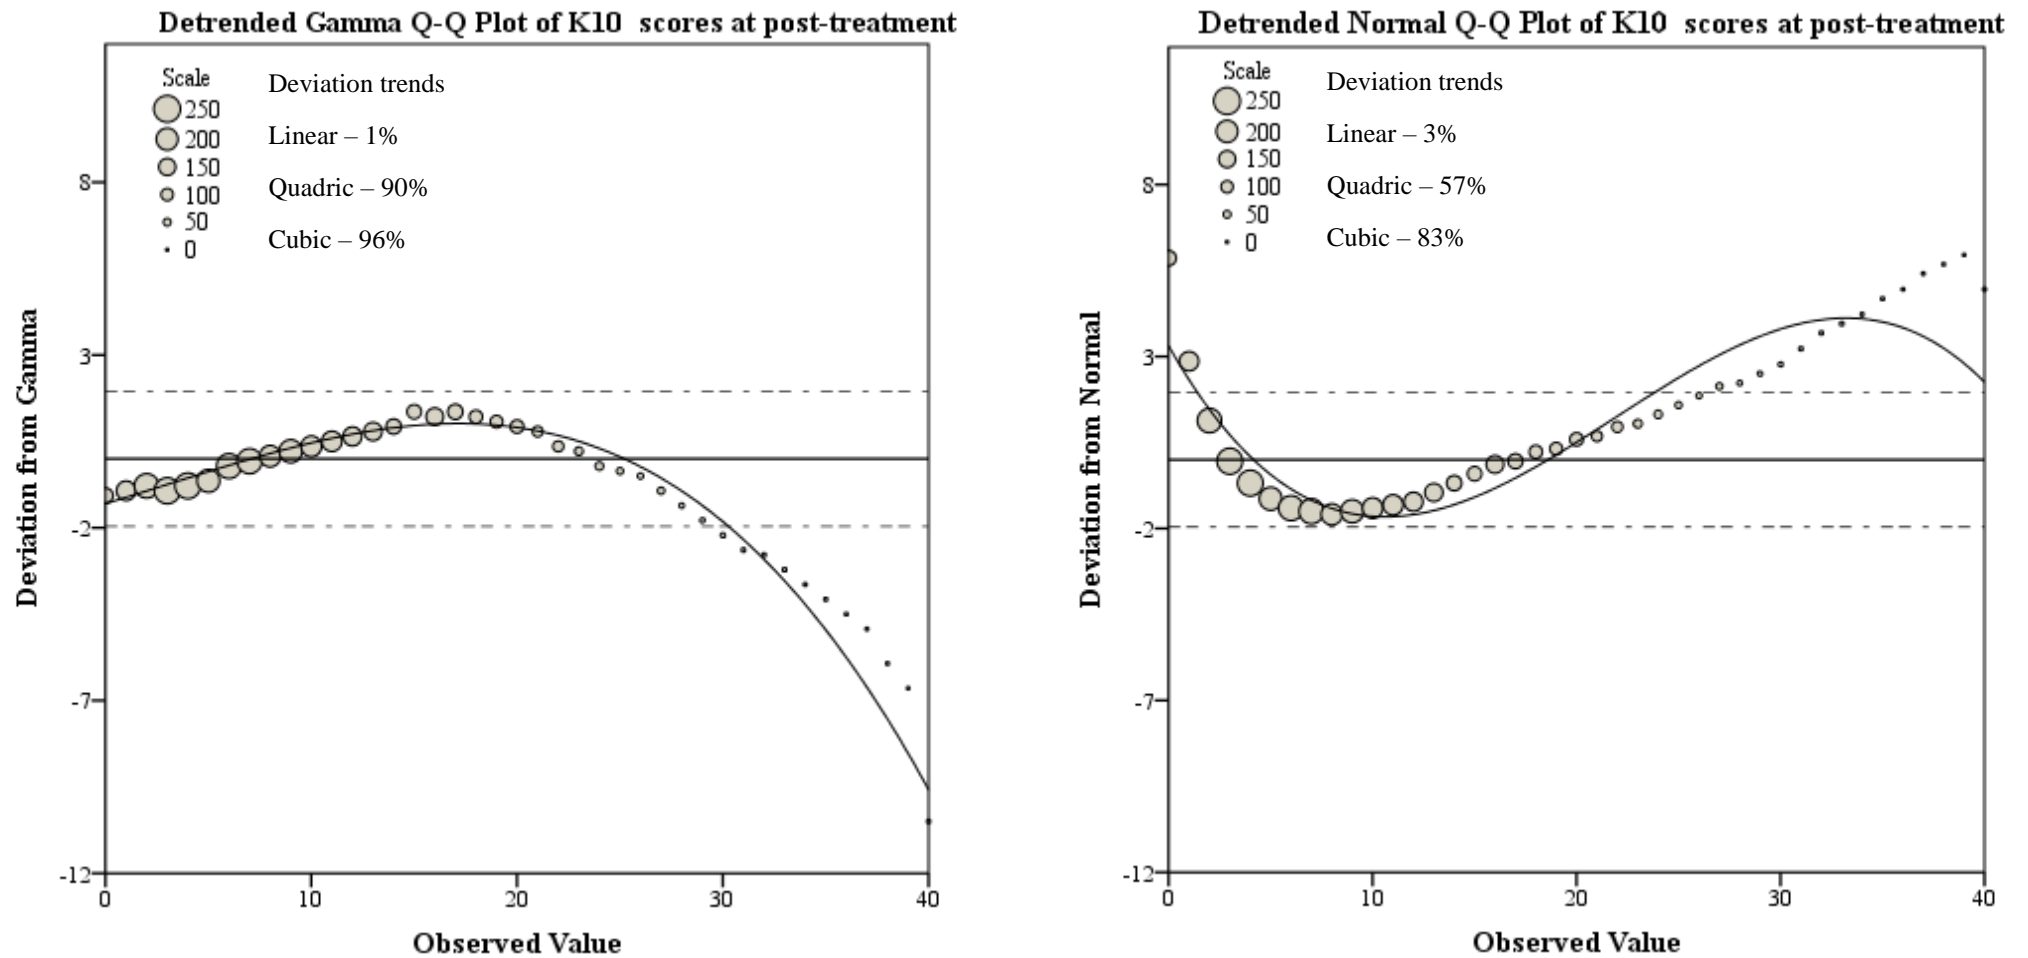 Detrended Gamma Q-Q Plot of K10 scores at post-treatment
Scale
250
200
150
100
50
0
Deviation trends
Linear – 1%
Quadric – 90%
Cubic – 96%
8
3
-2
-7
-12
Deviation from Gamma
0
10
20
30
40
Observed Value
Detrended Normal Q-Q Plot of K10 scores at post-treatment
Scale
250
200
150
100
50
0
Deviation trends
Linear – 3%
Quadric – 57%
Cubic – 83%
8
3
-2
-7
-12
Deviation from Normal
0
10
20
30
40
Observed Value